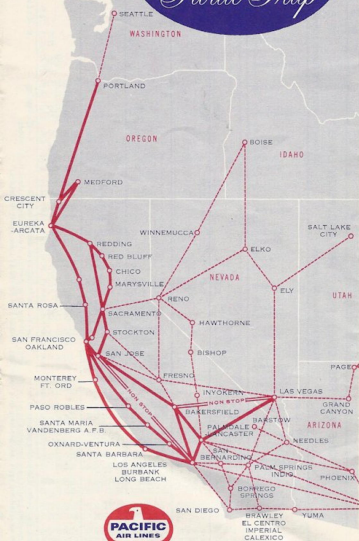 SEATTLE
WASHINGTON
PORTLAND
OREGON
BOISE
IDAHO
MEDFORD
CRESCENT
CITY
EUREKA
-ARCATA
WINNEMUCCA
SALT LAKE
CITY
REDDING
RED BLUFF
ELKO
CHICO
NEVADA
MARYSVILLE
ELY
UTAH
RENO
SANTA ROSA
SACRAMENTO
HAWTHORNE
STOCKTON
SAN FRANCISCO
OAKLAND
SAN JOSE
BISHOP
PAGE
MONTEREY
FT. ORD
FRESNO
NON STOP
INYOKERN
LAS VEGAS
NON STOP
GRAND
CANYON
PASO ROBLES
BAKERSFIELD
BARSTOW
ARIZONA
SANTA MARIA
VANDENBERG A.F.B.
PALMDALE
LANCASTER
NEEDLES
OXNARD-VENTURA
SANTA BARBARA
SAN
BERNARDINO
LOS ANGELES
BURBANK
LONG BEACH
PALM SPRINGS
INDIO
PHOENIX
BORREGO
SPRINGS
SAN DIEGO
BRAWLEY
EL CENTRO
IMPERIAL
CALEXICO
YUMA
PACIFIC
AIR LINES